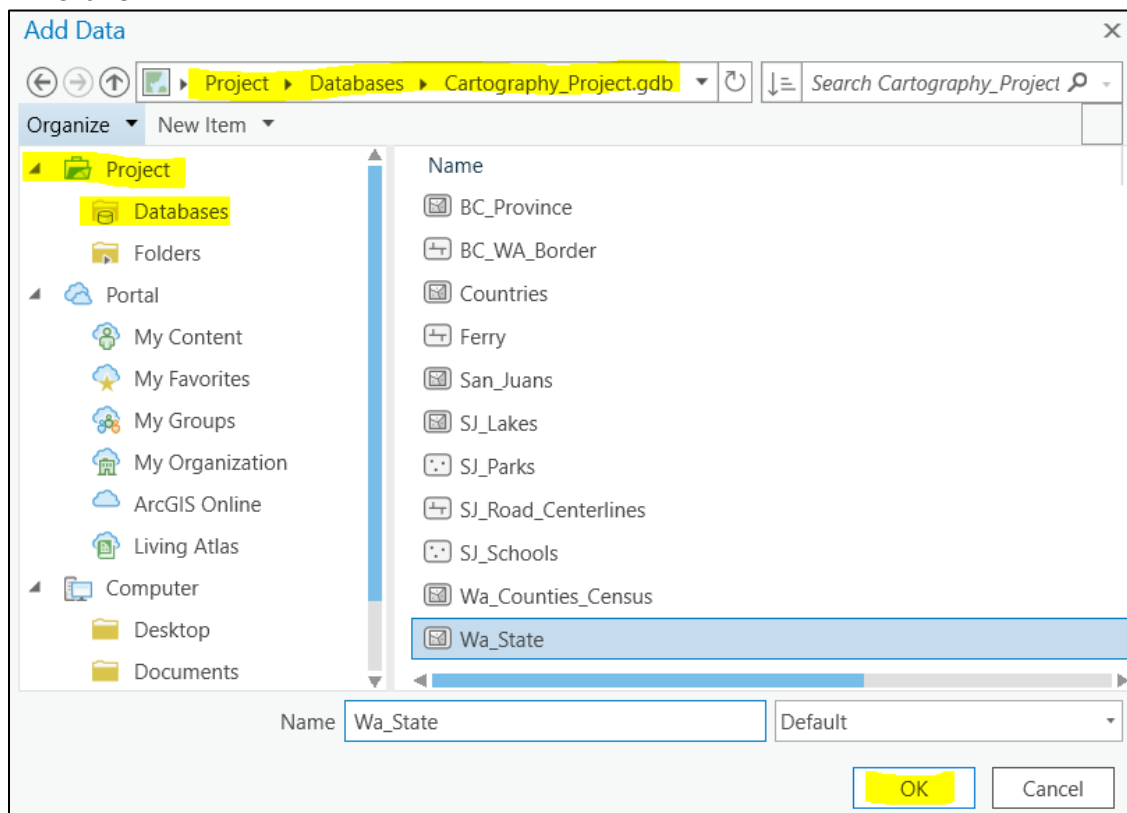 Add Data
Project Databases Cartography_Project.gdb Search Cartography_Project
Organize New Item
Project
Databases
Folders
Portal
My Content
My Favorites
My Groups
My Organization
ArcGIS Online
Living Atlas
Computer
Desktop
Documents
Name
BC_Province
BC_WA_Border
Countries
Ferry
San_Juans
SJ_Lakes
SJ_Parks
SJ_Road_Centerlines
SJ_Schools
Wa_Counties_Census
Wa_State
Name Wa_State Default
OK Cancel